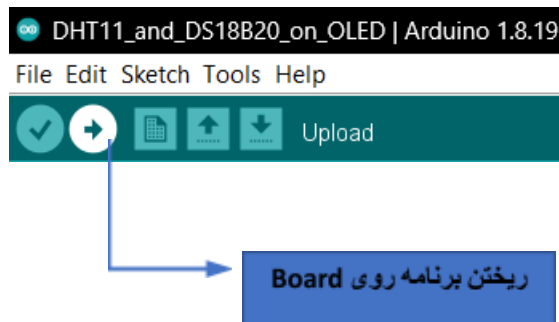 DHT11_and_DS18B20_on_OLED | Arduino 1.8.19
File Edit Sketch Tools Help
Upload
ریختن برنامه روی Board